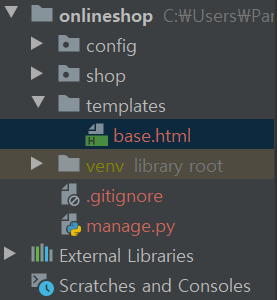 onlineshop C:₩Users₩Par
config
shop
templates
base.html
venv library root
.gitignore
manage.py
External Libraries
Scratches and Consoles